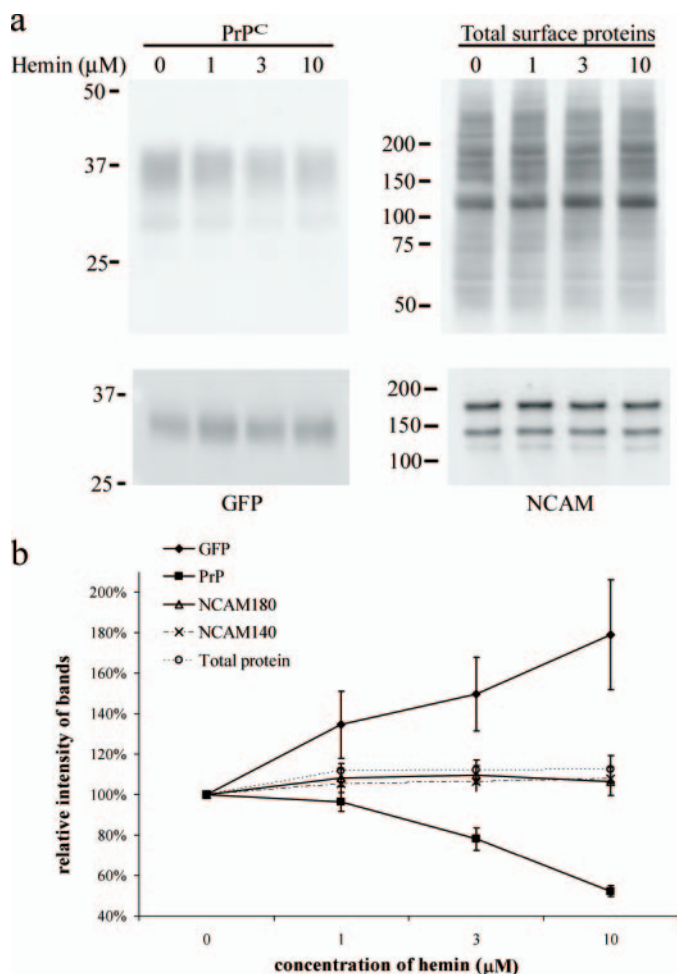 a
PrPC Total surface proteins
Hemin (μM) 0 1 3 10 0 1 3 10
50
37
25
200
150
100
75
50
37
25
200
150
100
GFP NCAM
b
GFP
PrP
NCAM180
NCAM140
Total protein
200%
180%
160%
140%
120%
100%
80%
60%
40%
relative intensity of bands
0 1 3 10
concentration of hemin (μM)